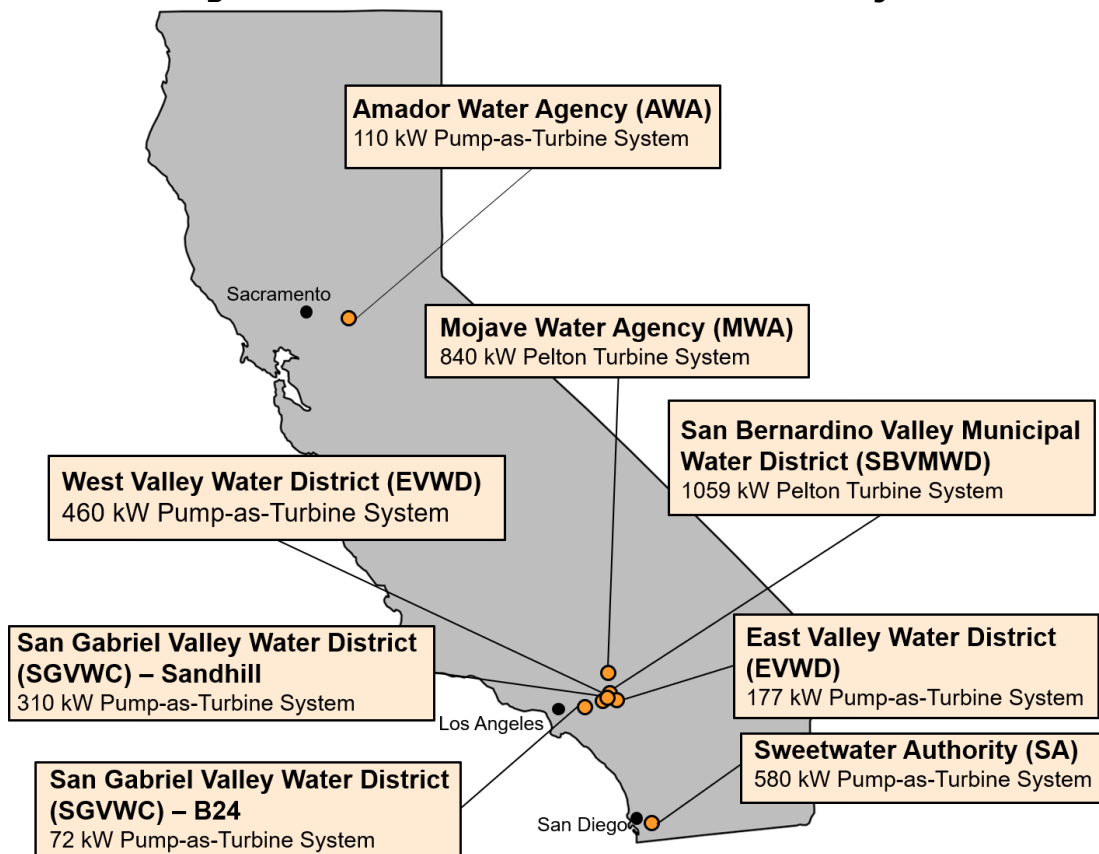 Amador Water Agency (AWA)
110 kW Pump-as-Turbine System
Sacramento
Mojave Water Agency (MWA)
840 kW Pelton Turbine System
San Bernardino Valley Municipal
Water District (SBVMWD)
1059 kW Pelton Turbine System
West Valley Water District (EVWD)
460 kW Pump-as-Turbine System
San Gabriel Valley Water District
(SGVWC) – Sandhill
310 kW Pump-as-Turbine System
East Valley Water District
(EVWD)
177 kW Pump-as-Turbine System
Los Angeles
Sweetwater Authority (SA)
580 kW Pump-as-Turbine System
San Gabriel Valley Water District
(SGVWC) – B24
72 kW Pump-as-Turbine System
San Diego